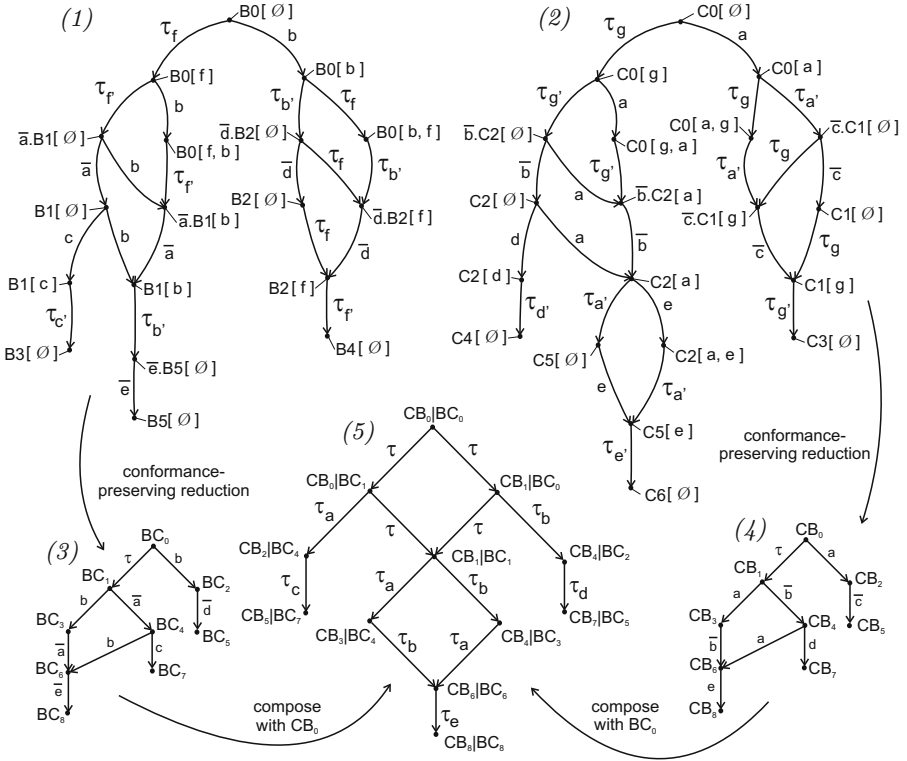 (1)
B0[Ø]
τf
b
B0[f]
B0[b]
τf'
b
τb'
τf
a̅.B1[Ø]
B0[f, b]
d̅.B2[Ø]
B0[b, f]
a̅
b
τf'
d̅
τf
τb'
B1[Ø]
a̅.B1[b]
B2[Ø]
d̅.B2[f]
c
b
a̅
τf
d̅
B1[c]
B1[b]
B2[f]
τc'
τb'
τf'
B3[Ø]
e̅.B5[Ø]
B4[Ø]
e̅
B5[Ø]
(2)
C0[Ø]
τg
a
C0[g]
C0[a]
τg'
a
τg
τa'
b̅.C2[Ø]
C0[g, a]
C0[a, g]
c̅.C1[Ø]
b̅
a
τg'
τa'
τg
c̅
C2[Ø]
b̅.C2[a]
c̅.C1[g]
C1[Ø]
d
a
b̅
c̅
τg
C2[d]
C2[a]
C1[g]
τd'
τa'
e
τg'
C4[Ø]
C5[Ø]
C2[a, e]
C3[Ø]
e
τa'
C5[e]
τe'
C6[Ø]
conformance-
preserving reduction
conformance-
preserving reduction
(3)
BC0
τ
b
BC1
BC2
b
a̅
d̅
BC3
BC4
BC5
a̅
b
c
BC6
BC7
e̅
BC8
compose
with CB0
(5)
CB0|BC0
τ
τ
CB0|BC1
CB1|BC0
τa
τ
τ
τb
CB2|BC4
CB1|BC1
CB4|BC2
τc
τa
τb
τd
CB5|BC7
CB3|BC4
CB4|BC3
CB7|BC5
τb
τa
CB6|BC6
τe
CB8|BC8
(4)
CB0
τ
a
CB1
CB2
a
b̅
c̅
CB3
CB4
CB5
b̅
a
d
CB6
CB7
e
CB8
compose
with BC0